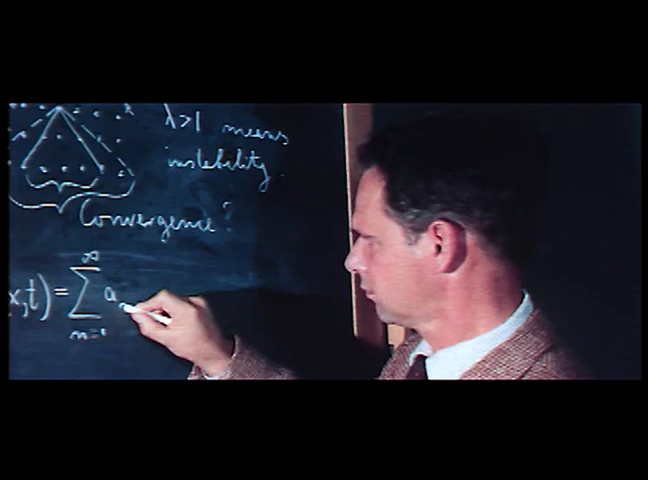 λ>1 means
instability.
Convergence?
x,t) = ∑ a
∞
n=1